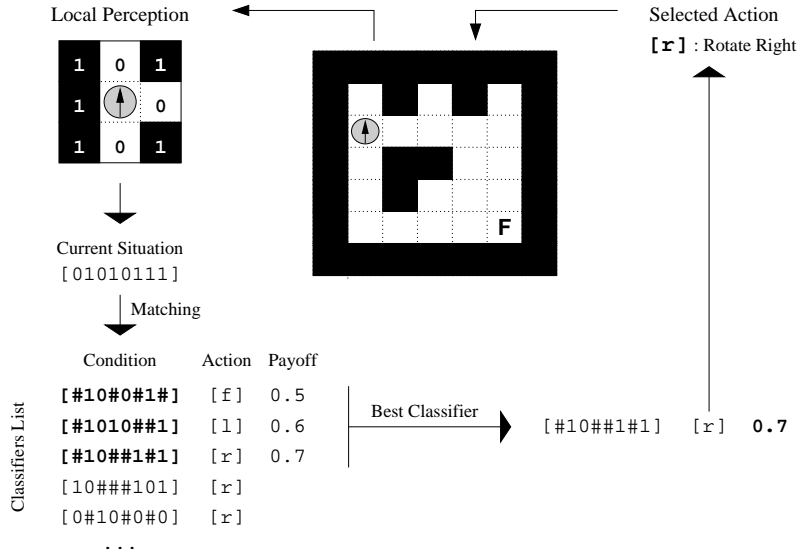 Local Perception
Selected Action
[r] : Rotate Right
1 0 1
1 0
1 0 1
F
Current Situation
[01010111]
Matching
Condition Action Payoff
Classifiers List
[#10#0#1#] [f] 0.5
[#1010##1] [l] 0.6
[#10##1#1] [r] 0.7
[10###101] [r]
[0#10#0#0] [r]
...
Best Classifier
[#10##1#1] [r] 0.7